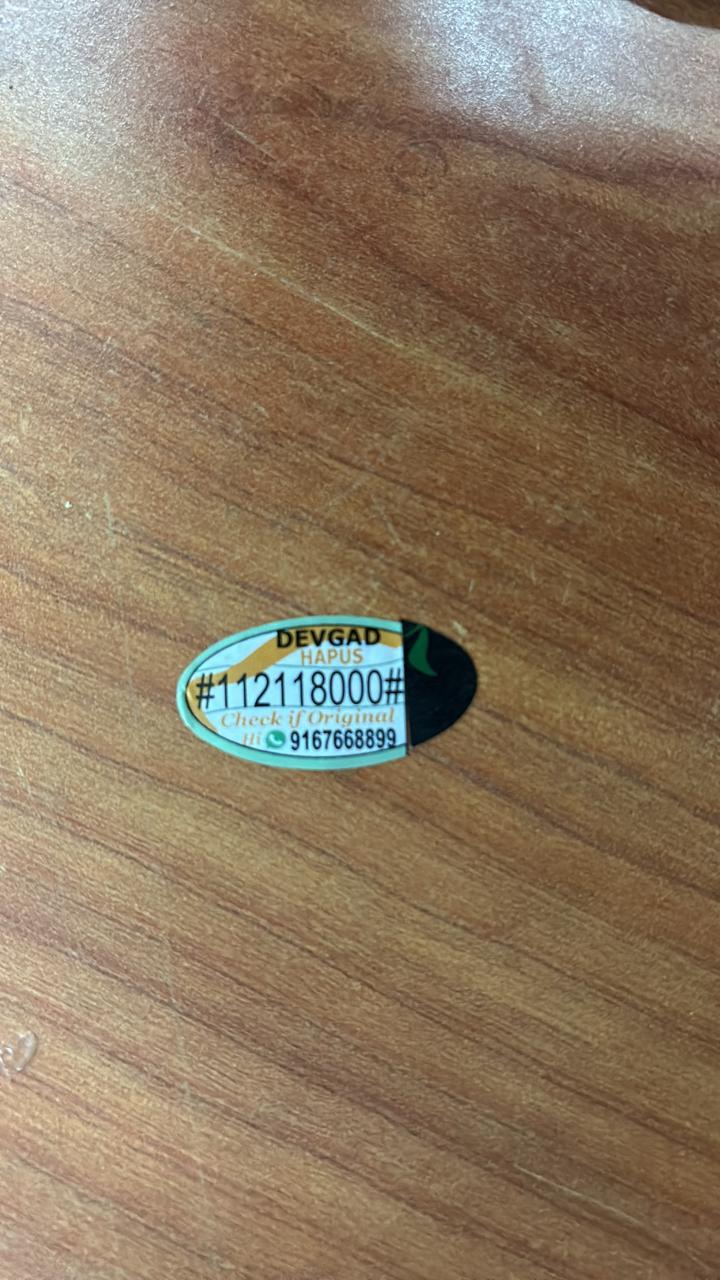 DEVGAD
HAPUS
#112118000#
Check if Original
Hi 9167668899